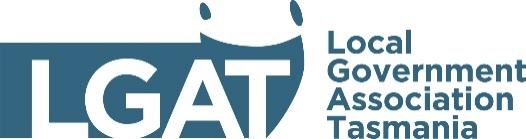 LGAT
Local
Government
Association
Tasmania